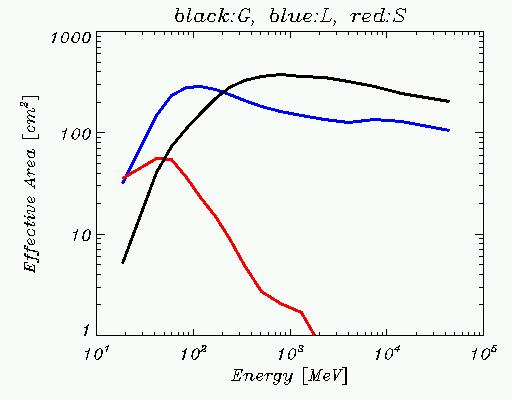 black:G, blue:L, red:S
1000
100
10
1
Effective Area [cm²]
10¹ 10² 10³ 10⁴ 10⁵
Energy [MeV]